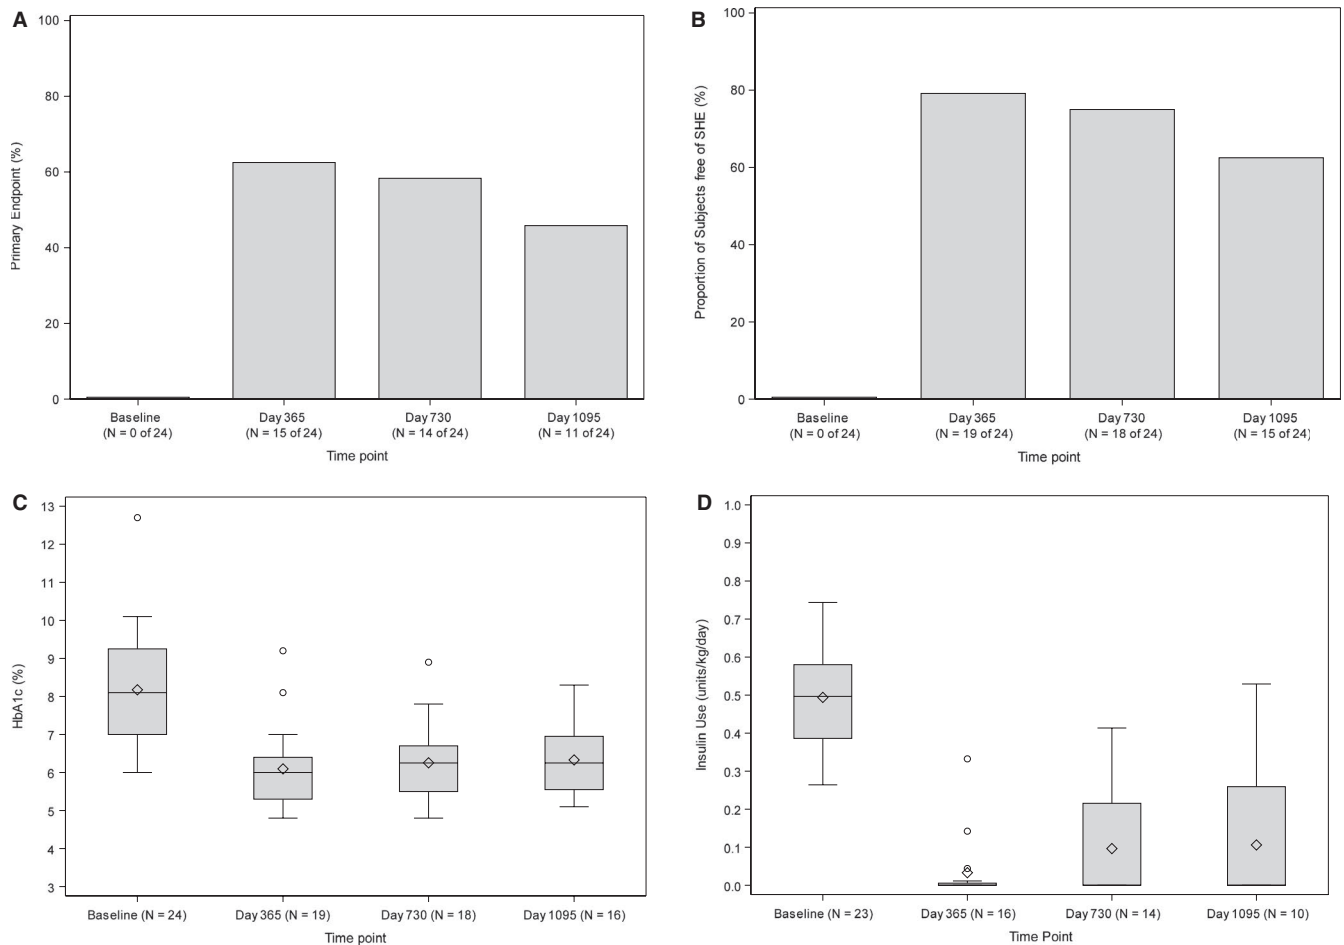 A
Primary Endpoint (%)
100
80
60
40
20
0
Baseline
(N = 0 of 24)
Day 365
(N = 15 of 24)
Day 730
(N = 14 of 24)
Day 1095
(N = 11 of 24)
Time point
B
Proportion of Subjects free of SHE (%)
100
80
60
40
20
0
Baseline
(N = 0 of 24)
Day 365
(N = 19 of 24)
Day 730
(N = 18 of 24)
Day 1095
(N = 15 of 24)
Time point
C
HbA1c (%)
13
12
11
10
9
8
7
6
5
4
3
Baseline (N = 24)
Day 365 (N = 19)
Day 730 (N = 18)
Day 1095 (N = 16)
Time point
D
Insulin Use (units/kg/day)
1.0
0.9
0.8
0.7
0.6
0.5
0.4
0.3
0.2
0.1
0.0
Baseline (N = 23)
Day 365 (N = 16)
Day 730 (N = 14)
Day 1095 (N = 10)
Time Point